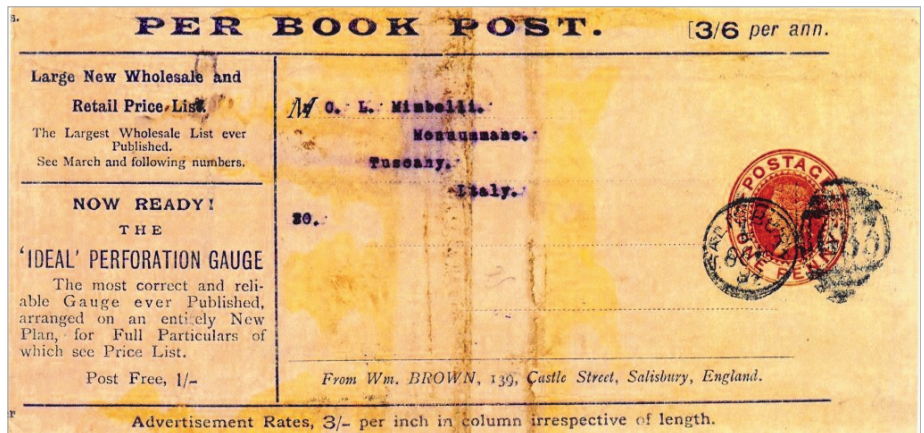 s.
PER BOOK POST.
[3/6 per ann.
Large New Wholesale and
Retail Price List.
The Largest Wholesale List ever
Published.
See March and following numbers.
NOW READY!
THE
'IDEAL' PERFORATION GAUGE
The most correct and reli-
able Gauge ever Published,
arranged on an entirely New
Plan, for Full Particulars of
which see Price List.
Post Free, 1/-
M C. L. Mimbelli.
Tuscany.
Italy.
30.
POSTAGE
ONE PENNY
From Wm. BROWN, 139, Castle Street, Salisbury, England.
er
Advertisement Rates, 3/- per inch in column irrespective of length.